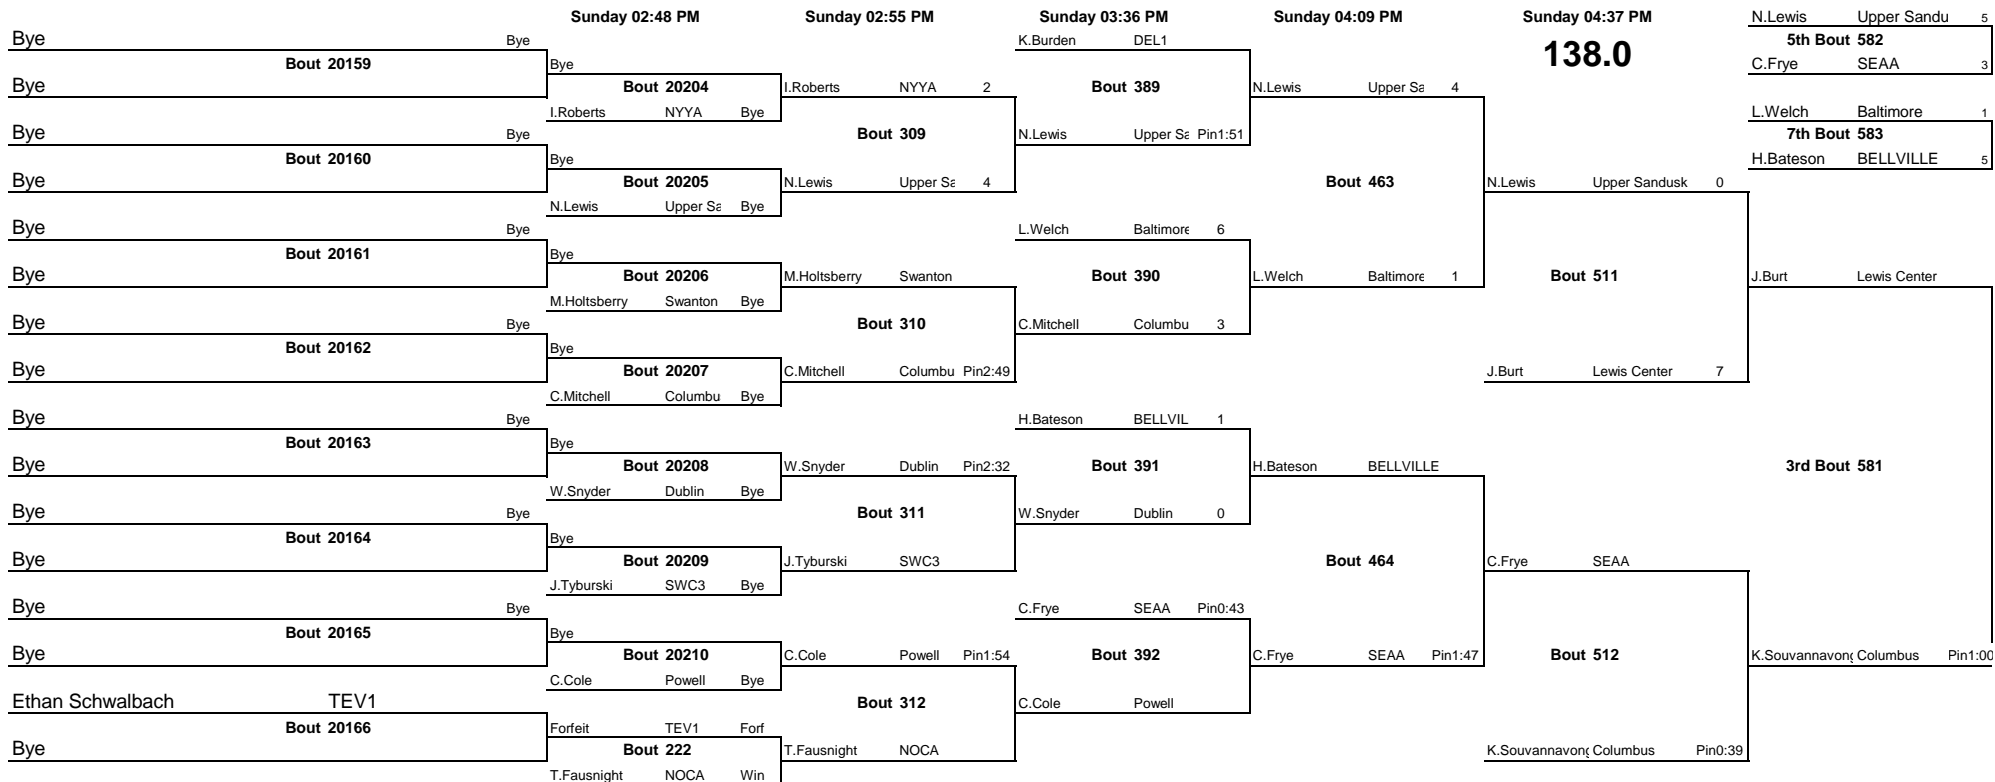 Sunday 02:48 PM Sunday 02:55 PM Sunday 03:36 PM Sunday 04:09 PM Sunday 04:37 PM N.Lewis Upper Sandu 5
Bye Bye K.Burden DEL1 138.0 5th Bout 582
Bout 20159 Bye C.Frye SEAA 3
Bye Bout 20204 I.Roberts NYYA 2 Bout 389 N.Lewis Upper Sa 4
I.Roberts NYYA Bye L.Welch Baltimore 1
Bye Bye Bout 309 N.Lewis Upper Sa Pin1:51 7th Bout 583
Bout 20160 Bye H.Bateson BELLVILLE 5
Bye Bout 20205 N.Lewis Upper Sa 4 Bout 463 N.Lewis Upper Sandusk 0
N.Lewis Upper Sa Bye
Bye Bye L.Welch Baltimore 6
Bout 20161 Bye
Bye Bout 20206 M.Holtsberry Swanton Bout 390 L.Welch Baltimore 1 Bout 511 J.Burt Lewis Center
M.Holtsberry Swanton Bye
Bye Bye Bout 310 C.Mitchell Columbu 3
Bout 20162 Bye
Bye Bout 20207 C.Mitchell Columbu Pin2:49 J.Burt Lewis Center 7
C.Mitchell Columbu Bye
Bye Bye H.Bateson BELLVIL 1
Bout 20163 Bye
Bye Bout 20208 W.Snyder Dublin Pin2:32 Bout 391 H.Bateson BELLVILLE 3rd Bout 581
W.Snyder Dublin Bye
Bye Bye Bout 311 W.Snyder Dublin 0
Bout 20164 Bye
Bye Bout 20209 J.Tyburski SWC3 Bout 464 C.Frye SEAA
J.Tyburski SWC3 Bye
Bye Bye C.Frye SEAA Pin0:43
Bout 20165 Bye
Bye Bout 20210 C.Cole Powell Pin1:54 Bout 392 C.Frye SEAA Pin1:47 Bout 512 K.Souvannavong Columbus Pin1:00
C.Cole Powell Bye
Ethan Schwalbach TEV1 Bout 312 C.Cole Powell
Bout 20166 Forfeit TEV1 Forf
Bye Bout 222 T.Fausnight NOCA K.Souvannavong Columbus Pin0:39
T.Fausnight NOCA Win